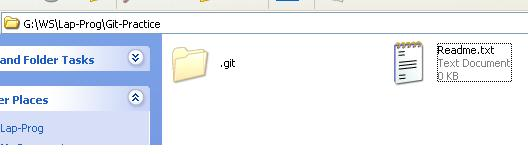 G:\WS\Lap-Prog\Git-Practice
and Folder Tasks
.git
Readme.txt
Text Document
0 KB
er Places
Lap-Prog